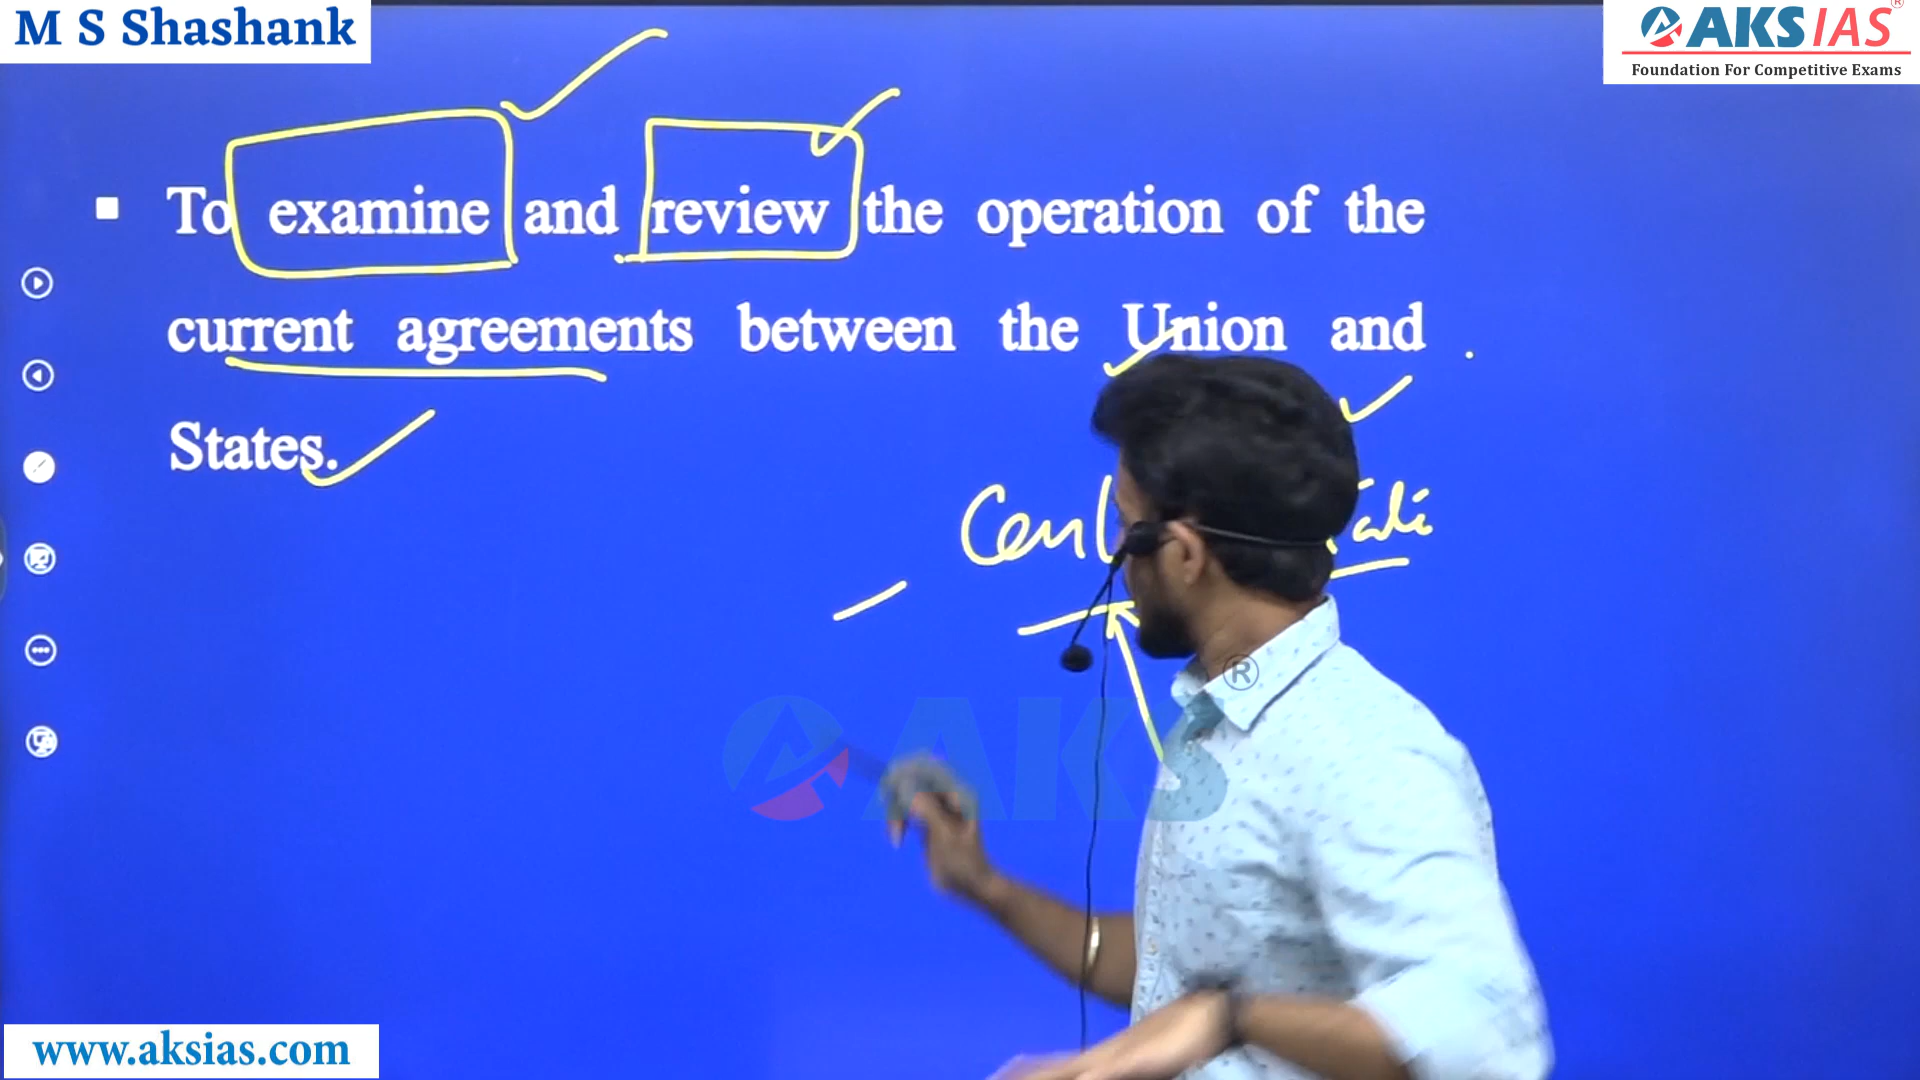 M S Shashank
AKS IAS ®
Foundation For Competitive Exams
To examine and review the operation of the
current agreements between the Union and
States.
AKS ®
www.aksias.com